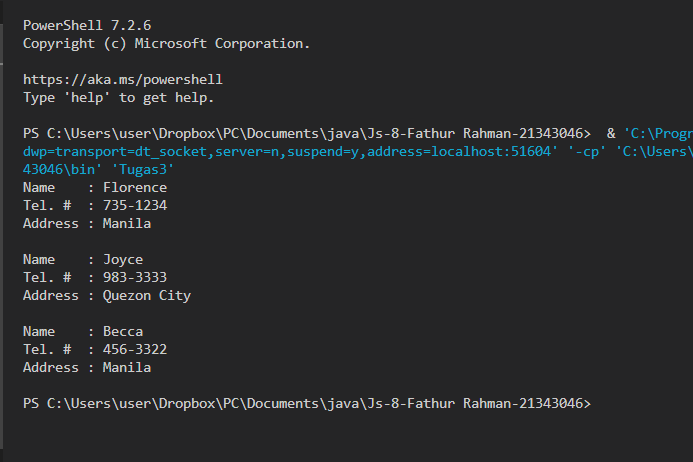 PowerShell 7.2.6
Copyright (c) Microsoft Corporation.
https://aka.ms/powershell
Type 'help' to get help.
PS C:\Users\user\Dropbox\PC\Documents\java\Js-8-Fathur Rahman-21343046>  & 'C:\Progr
dwp=transport=dt_socket,server=n,suspend=y,address=localhost:51604' '-cp' 'C:\Users\
43046\bin' 'Tugas3'
Name    : Florence
Tel. #  : 735-1234
Address : Manila
Name    : Joyce
Tel. #  : 983-3333
Address : Quezon City
Name    : Becca
Tel. #  : 456-3322
Address : Manila
PS C:\Users\user\Dropbox\PC\Documents\java\Js-8-Fathur Rahman-21343046>